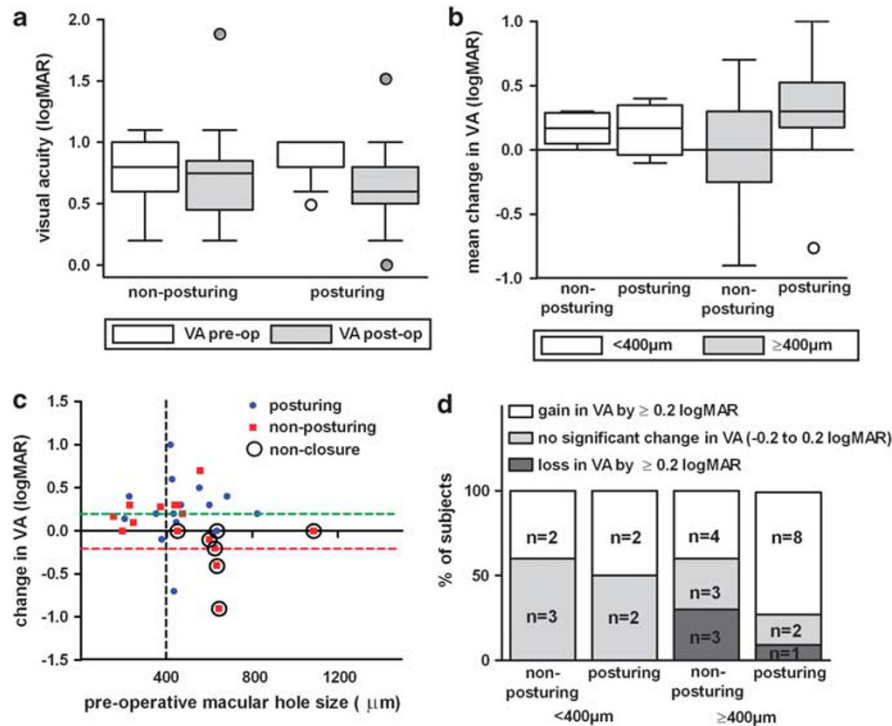 a
visual acuity (logMAR)
2.0
1.5
1.0
0.5
0.0
non-posturing posturing
VA pre-op VA post-op
b
mean change in VA (logMAR)
1.0
0.5
0.0
-0.5
-1.0
non-
posturing
posturing
non-
posturing
posturing
<400µm ≥400µm
c
change in VA (logMAR)
1.5
1.0
0.5
0.0
-0.5
-1.0
-1.5
posturing
non-posturing
non-closure
400 800 1200
pre-operative macular hole size ( µm)
d
gain in VA by ≥ 0.2 logMAR
no significant change in VA (-0.2 to 0.2 logMAR)
loss in VA by ≥ 0.2 logMAR
% of subjects
100
50
0
n=2 n=2 n=4 n=8
n=3 n=2 n=3 n=2
n=3 n=1
non-
posturing
posturing
non-
posturing
posturing
<400µm ≥400µm